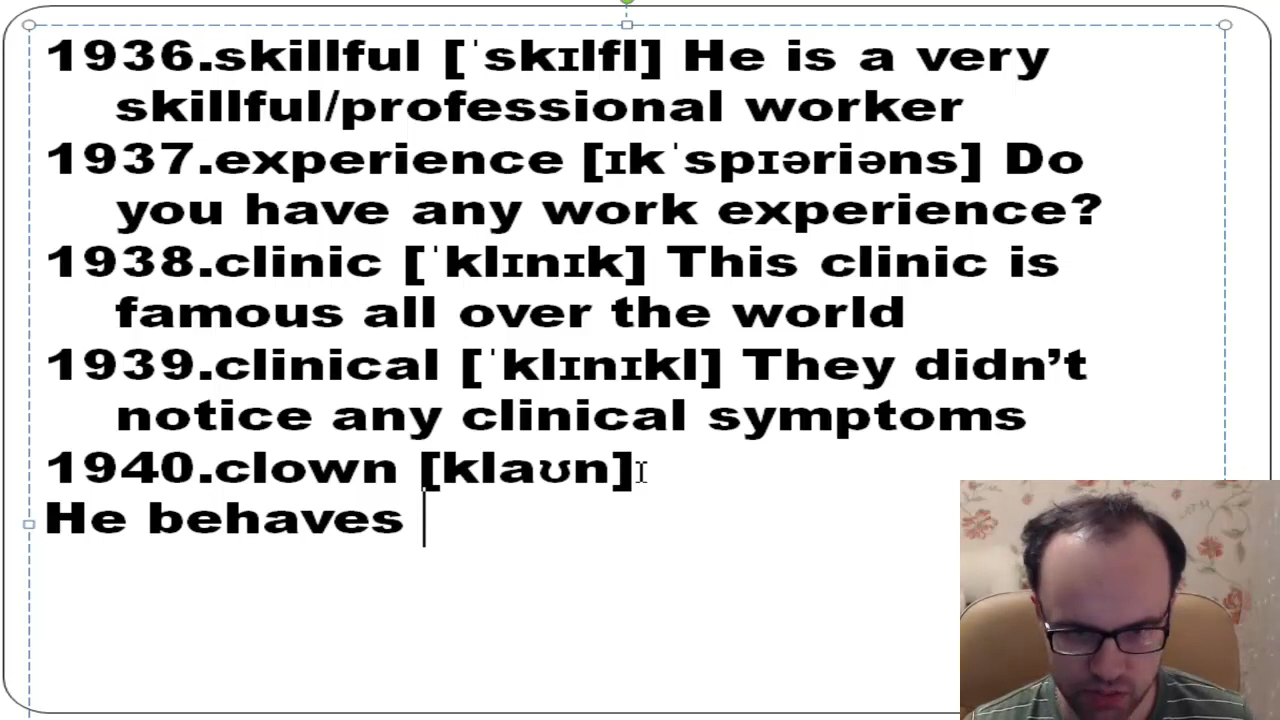 1936.skillful [ˈskɪlfl] He is a very
skillful/professional worker
1937.experience [ɪkˈspɪəriəns] Do
you have any work experience?
1938.clinic [ˈklɪnɪk] This clinic is
famous all over the world
1939.clinical [ˈklɪnɪkl] They didn’t
notice any clinical symptoms
1940.clown [klaʊn]
He behaves